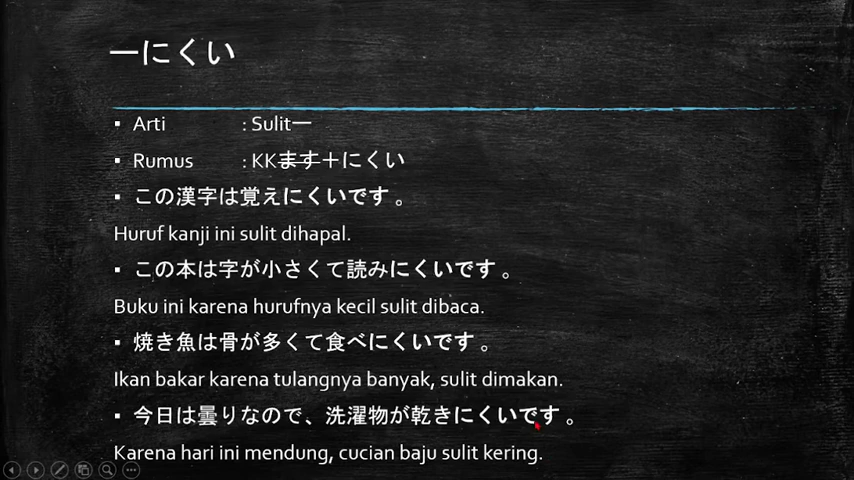 ーにくい
▪ Arti : Sulitー
▪ Rumus : KKます＋にくい
▪ この漢字は覚えにくいです 。
Huruf kanji ini sulit dihapal.
▪ この本は字が小さくて読みにくいです 。
Buku ini karena hurufnya kecil sulit dibaca.
▪ 焼き魚は骨が多くて食べにくいです 。
Ikan bakar karena tulangnya banyak, sulit dimakan.
▪ 今日は曇りなので、洗濯物が乾きにくいです 。
Karena hari ini mendung, cucian baju sulit kering.